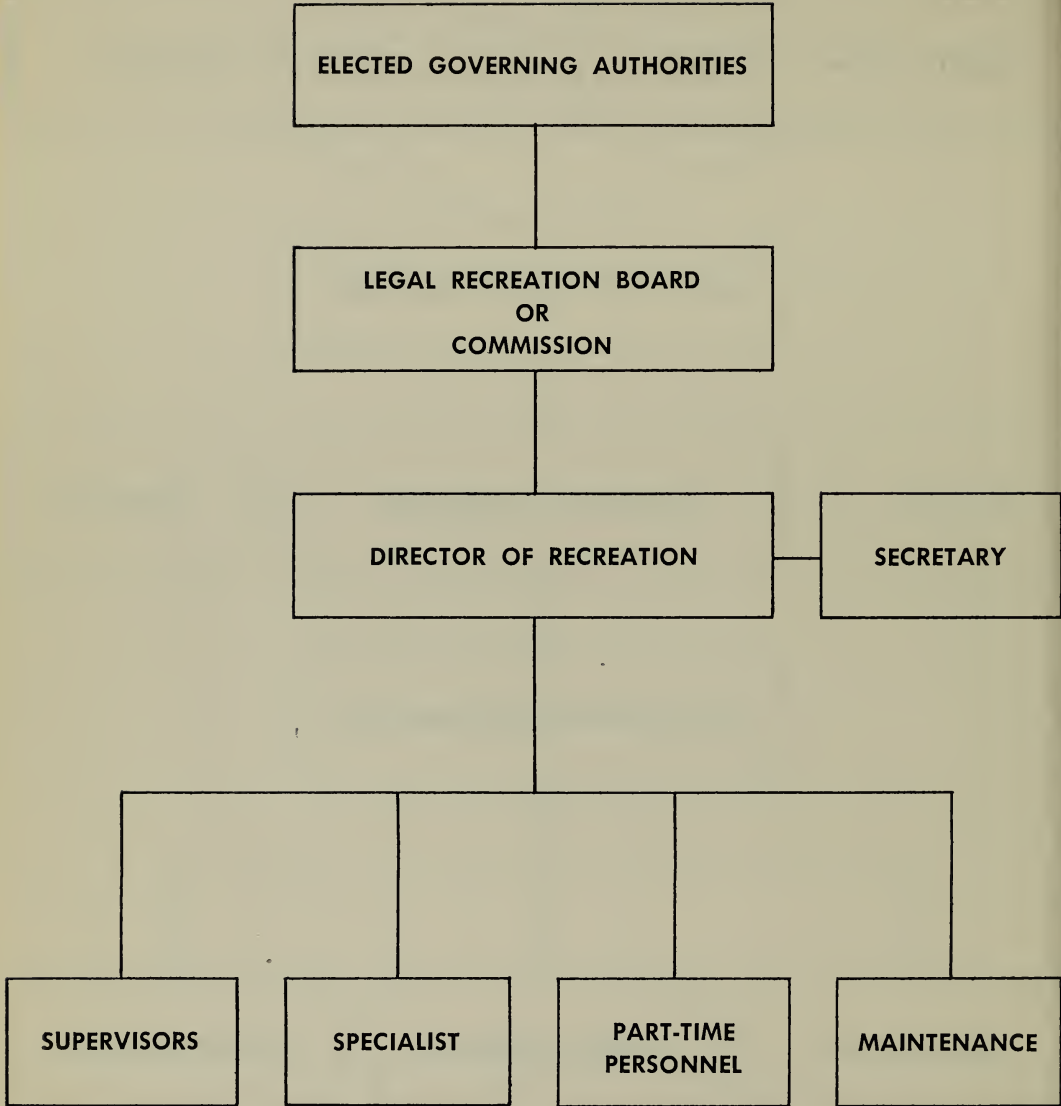 ELECTED GOVERNING AUTHORITIES
LEGAL RECREATION BOARD
OR
COMMISSION
DIRECTOR OF RECREATION
SECRETARY
SUPERVISORS
SPECIALIST
PART-TIME
PERSONNEL
MAINTENANCE